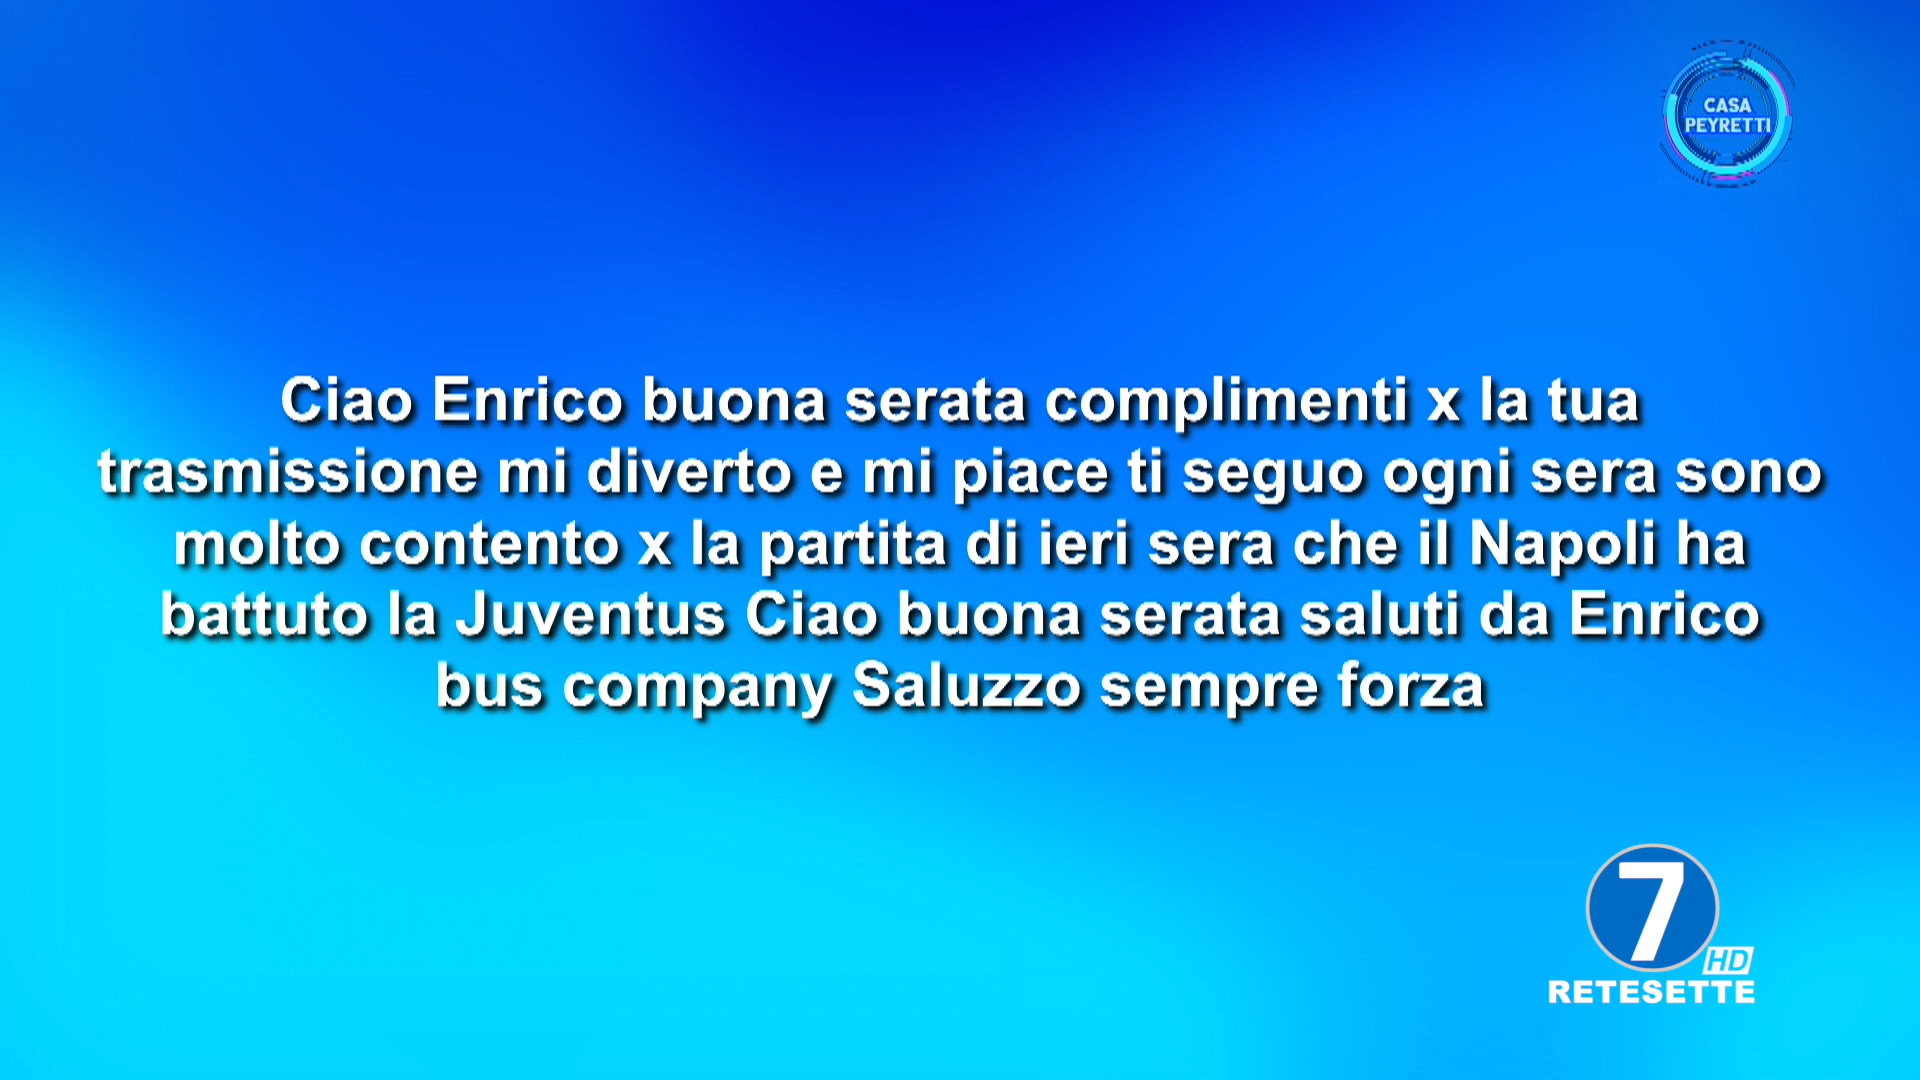 CASA
PEYRETTI
Ciao Enrico buona serata complimenti x la tua
trasmissione mi diverto e mi piace ti seguo ogni sera sono
molto contento x la partita di ieri sera che il Napoli ha
battuto la Juventus Ciao buona serata saluti da Enrico
bus company Saluzzo sempre forza
7
HD
RETESETTE